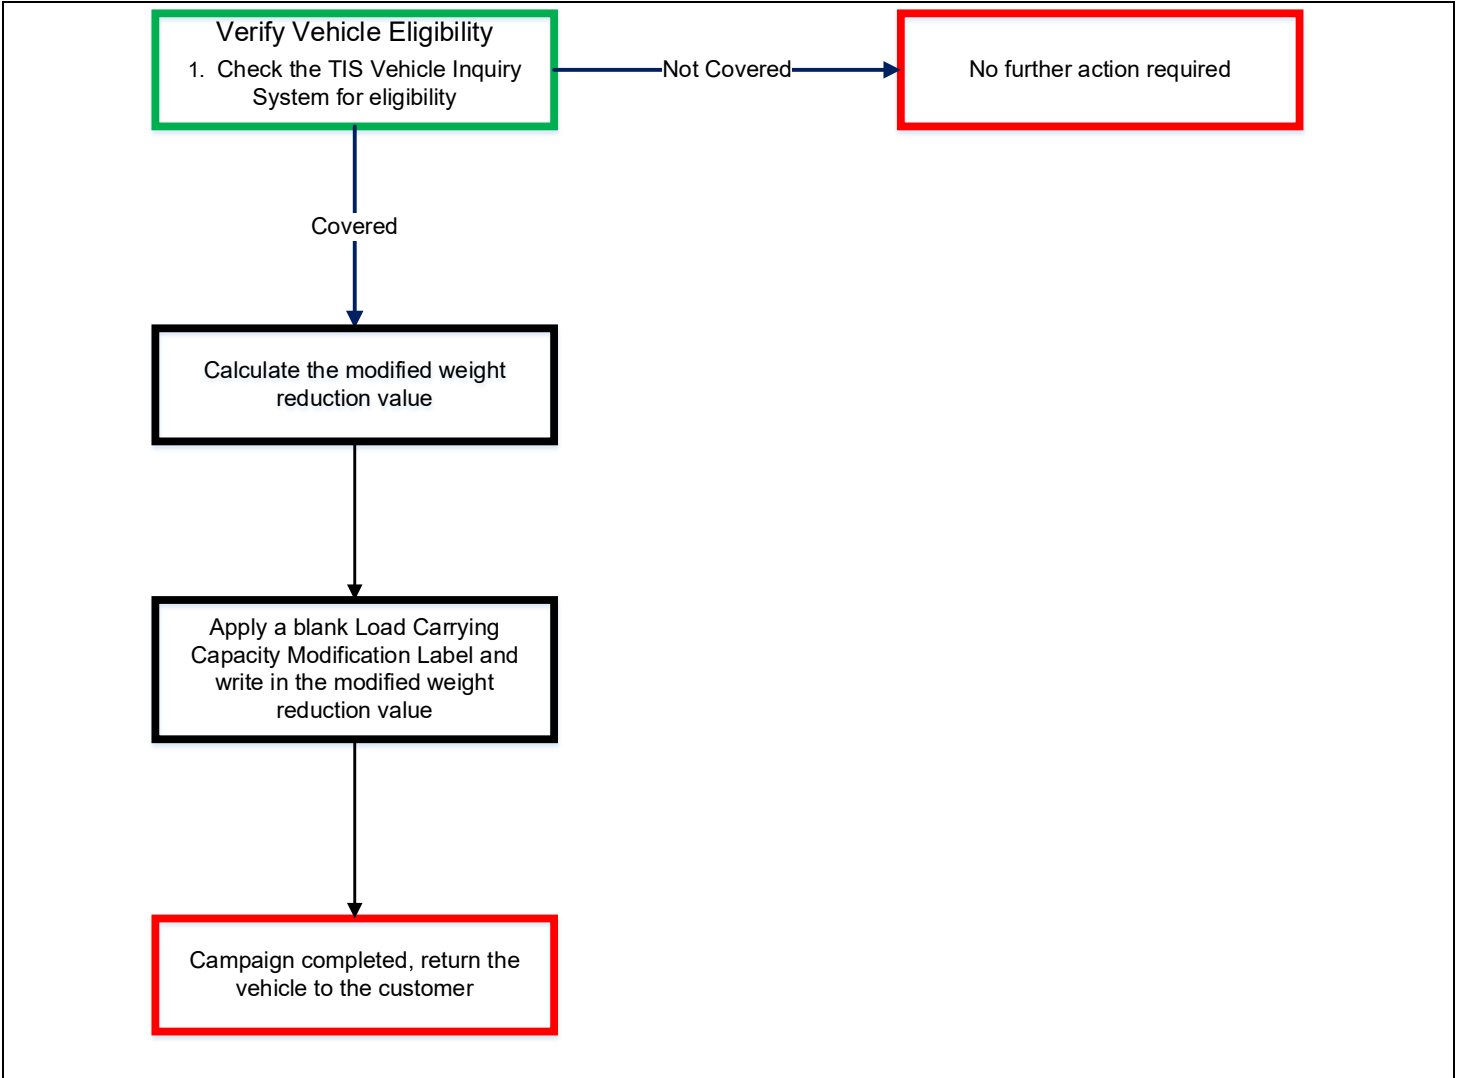 Verify Vehicle Eligibility
1. Check the TIS Vehicle Inquiry
System for eligibility
Not Covered
No further action required
Covered
Calculate the modified weight
reduction value
Apply a blank Load Carrying
Capacity Modification Label and
write in the modified weight
reduction value
Campaign completed, return the
vehicle to the customer